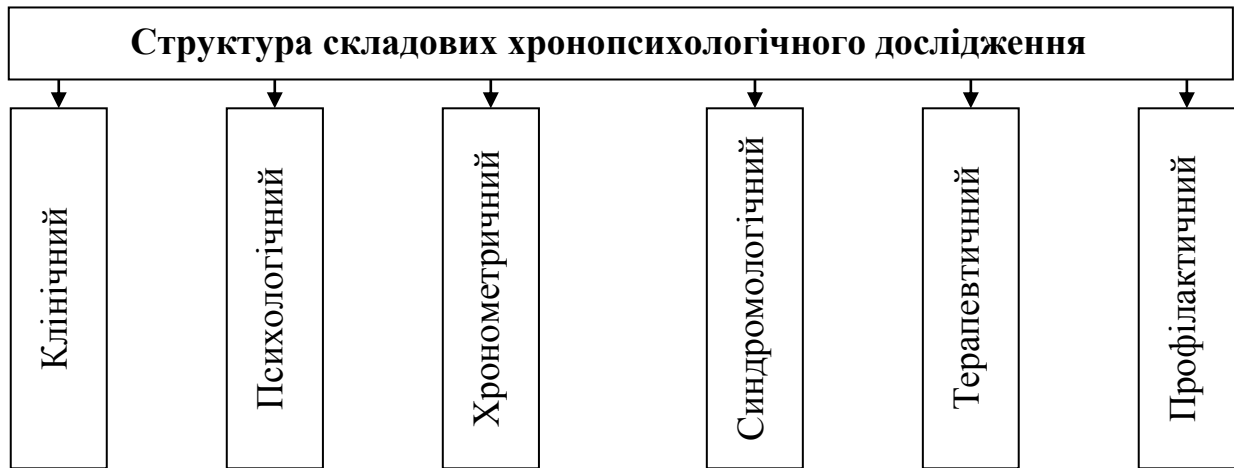 Структура складових хронопсихологічного дослідження
Клінічний
Психологічний
Хронометричний
Синдромологічний
Терапевтичний
Профілактичний